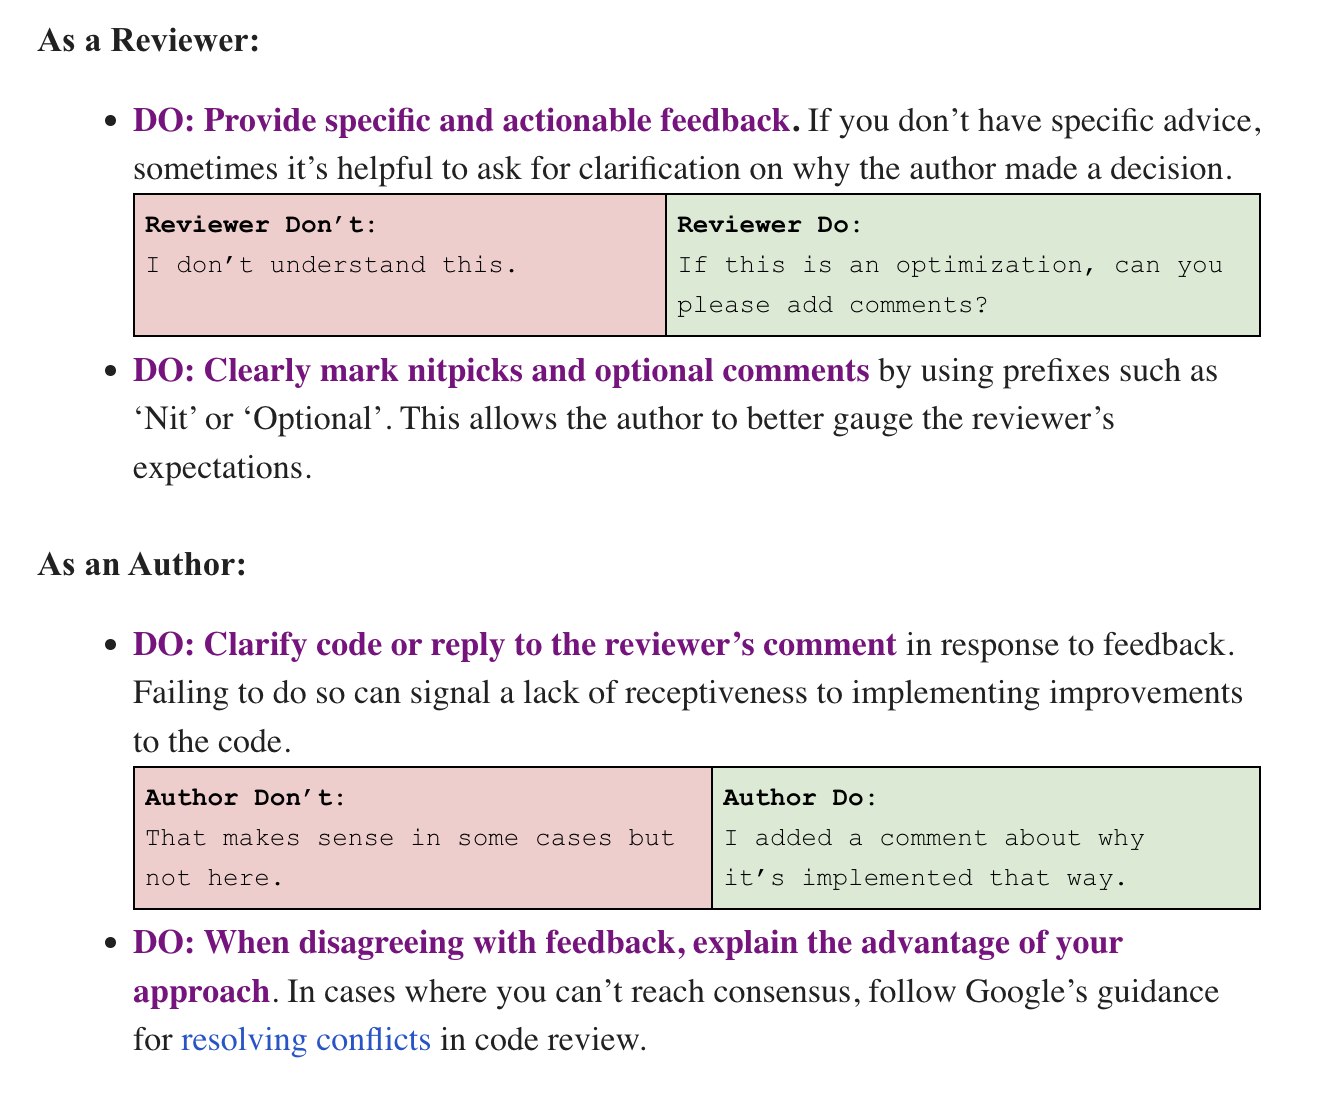 As a Reviewer:
• DO: Provide specific and actionable feedback. If you don’t have specific advice,
sometimes it’s helpful to ask for clarification on why the author made a decision.
Reviewer Don’t:
I don’t understand this.
Reviewer Do:
If this is an optimization, can you
please add comments?
• DO: Clearly mark nitpicks and optional comments by using prefixes such as
‘Nit’ or ‘Optional’. This allows the author to better gauge the reviewer’s
expectations.
As an Author:
• DO: Clarify code or reply to the reviewer’s comment in response to feedback.
Failing to do so can signal a lack of receptiveness to implementing improvements
to the code.
Author Don’t:
That makes sense in some cases but
not here.
Author Do:
I added a comment about why
it’s implemented that way.
• DO: When disagreeing with feedback, explain the advantage of your
approach. In cases where you can’t reach consensus, follow Google’s guidance
for resolving conflicts in code review.